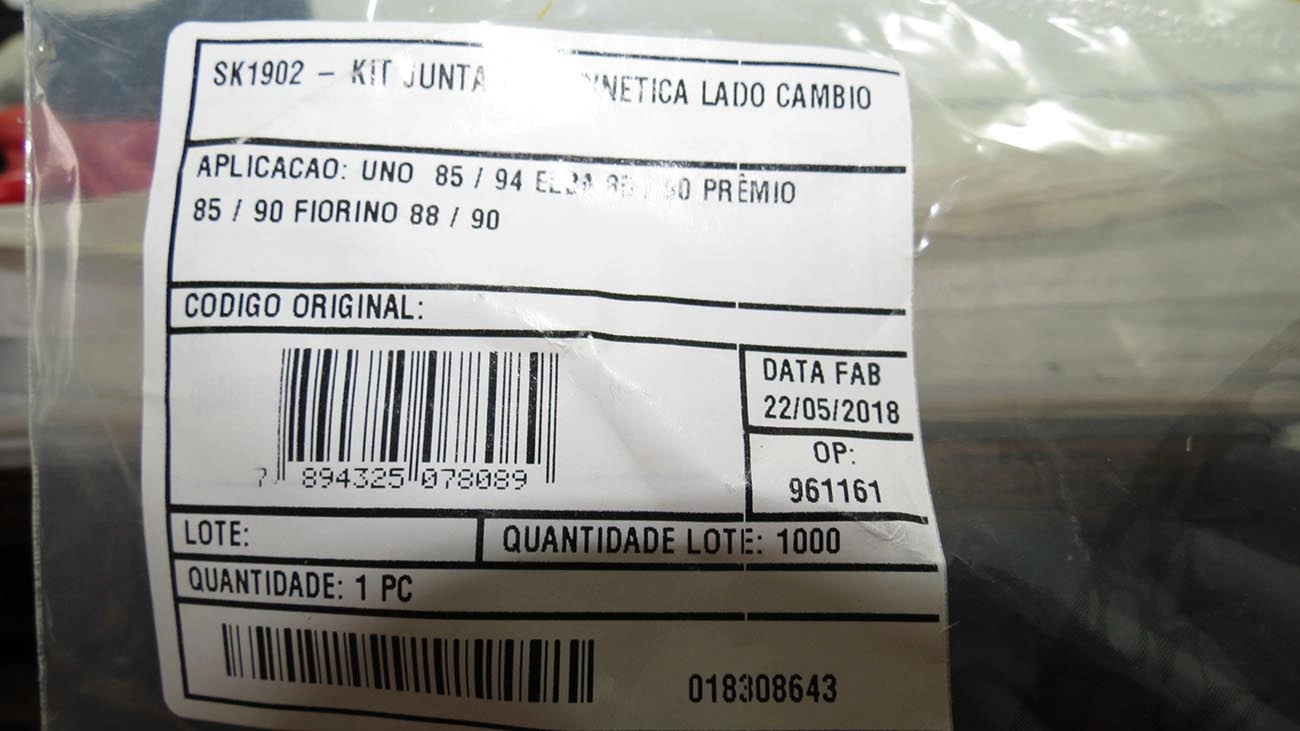 SK1902 - KIT JUNTA LADO CAMBIO
APLICACAO: UNO 85 / 94 ELBA PRÊMIO
85 / 90 FIORINO 88 / 90
CODIGO ORIGINAL:
DATA FAB
22/05/2018
OP:
961161
7 894325 078089
LOTE:
QUANTIDADE LOTE: 1000
QUANTIDADE: 1 PC
018308643